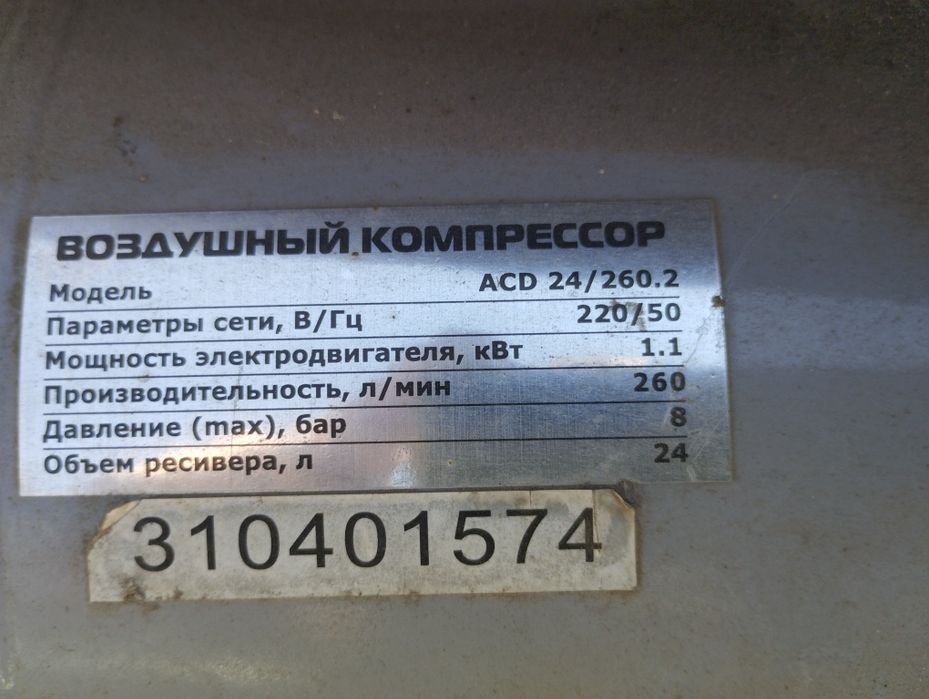 ВОЗДУШНЫЙ КОМПРЕССОР
Модель ACD 24/260.2
Параметры сети, В/Гц 220/50
Мощность электродвигателя, кВт 1.1
Производительность, л/мин 260
Давление (max), бар 8
Объем ресивера, л 24
310401574